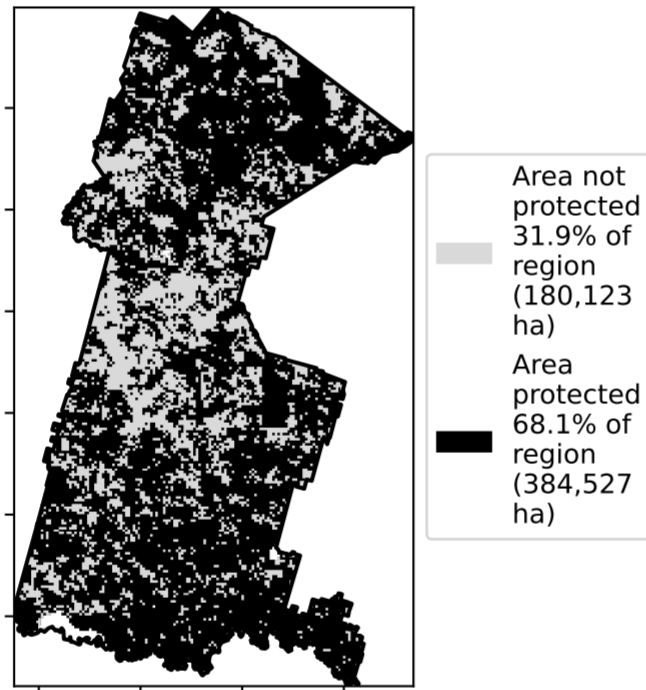 Area not
protected
31.9% of
region
(180,123
ha)
Area
protected
68.1% of
region
(384,527
ha)